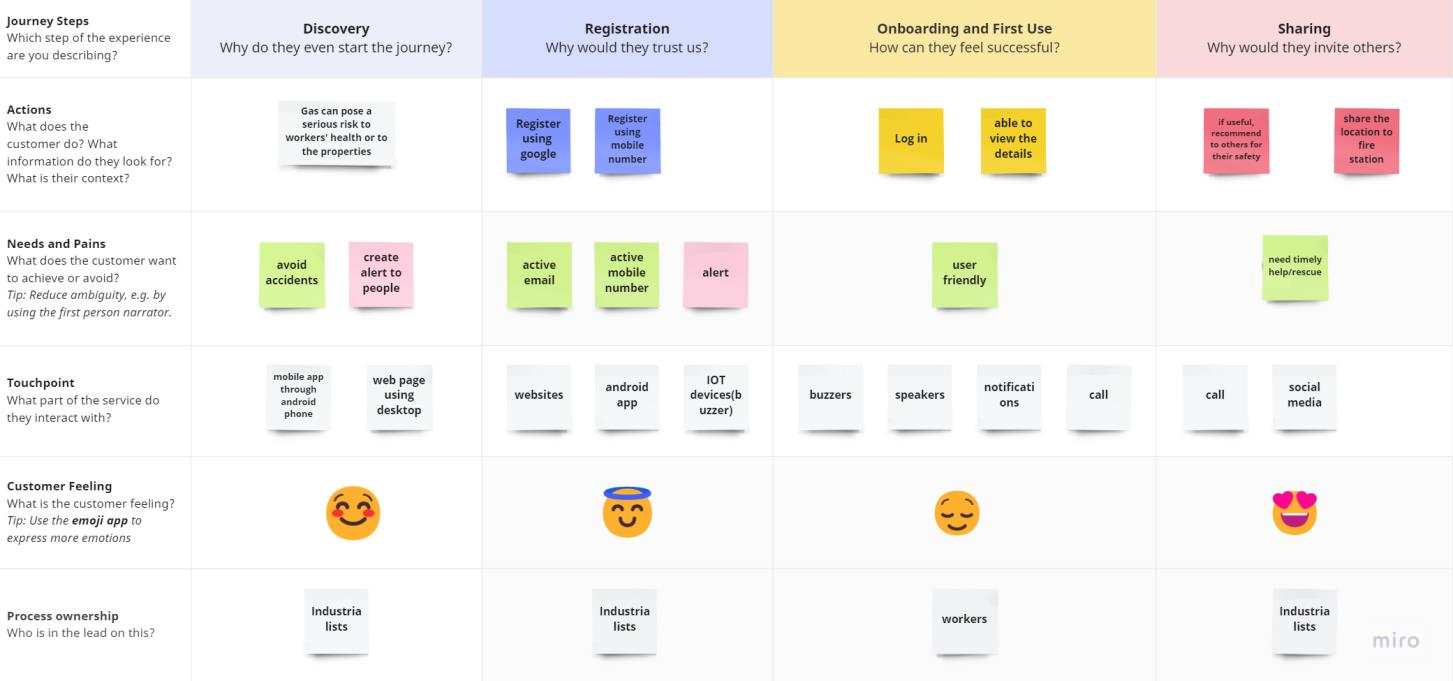 Journey Steps
Which step of the experience
are you describing?
Discovery
Why do they even start the journey?
Registration
Why would they trust us?
Onboarding and First Use
How can they feel successful?
Sharing
Why would they invite others?
Actions
What does the
customer do? What
information do they look for?
What is their context?
Gas can pose a
serious risk to
workers' health or to
the properties
Register
using
google
Register
using
mobile
number
Log in
able to
view the
details
if useful,
recommend
to others for
their safety
share the
location to
fire
station
Needs and Pains
What does the customer want
to achieve or avoid?
Tip: Reduce ambiguity, e.g. by
using the first person narrator.
avoid
accidents
create
alert to
people
active
email
active
mobile
number
alert
user
friendly
need timely
help/rescue
Touchpoint
What part of the service do
they interact with?
mobile app
through
android
phone
web page
using
desktop
websites
android
app
IOT
devices(b
uzzer)
buzzers
speakers
notificati
ons
call
call
social
media
Customer Feeling
What is the customer feeling?
Tip: Use the emoji app to
express more emotions
Process ownership
Who is in the lead on this?
Industria
lists
Industria
lists
workers
Industria
lists
miro